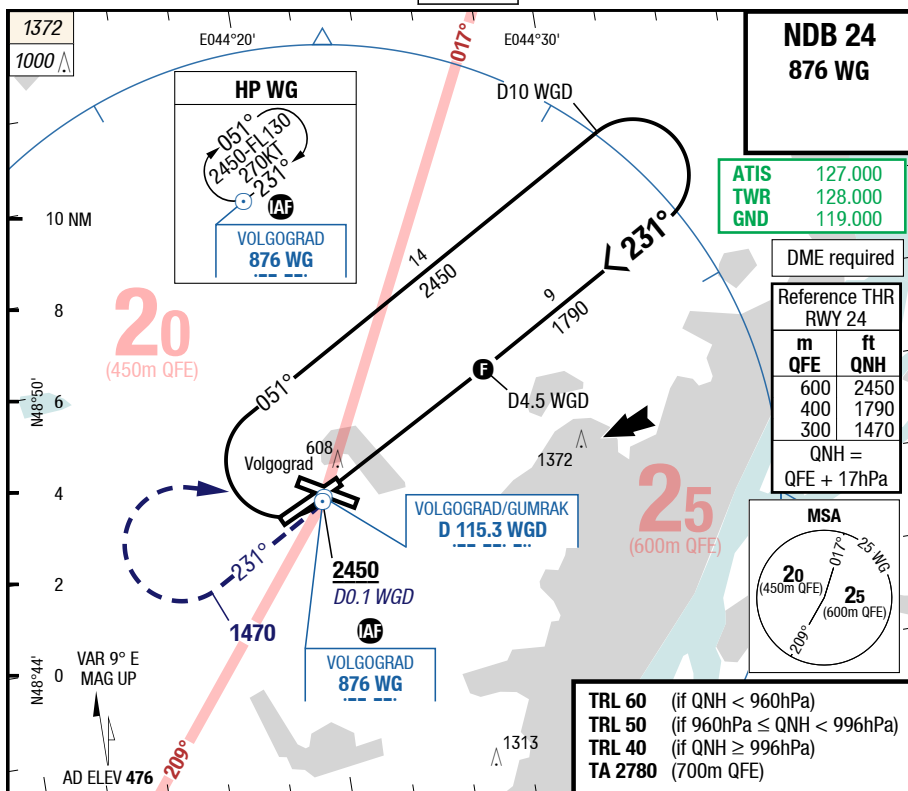 1372
1000
E044°20'
017°
E044°30'
NDB 24
876 WG
HP WG
051°
2450-FL130
270KT
231°
IAF
VOLGOGRAD
876 WG
D10 WGD
ATIS 127.000
TWR 128.000
GND 119.000
DME required
Reference THR
RWY 24
m ft
QFE QNH
600 2450
400 1790
300 1470
QNH =
QFE + 17hPa
10 NM
8
6
4
2
0
N48°50'
N48°44'
20
(450m QFE)
14
2450
231°
9
1790
F
D4.5 WGD
051°
608
Volgograd
1372
25
(600m QFE)
VOLGOGRAD/GUMRAK
D 115.3 WGD
231°
1470
2450
D0.1 WGD
IAF
VOLGOGRAD
876 WG
MSA
017°
25 WG
20
(450m QFE)
25
(600m QFE)
209°
VAR 9° E
MAG UP
AD ELEV 476
209°
1313
TRL 60 (if QNH < 960hPa)
TRL 50 (if 960hPa ≤ QNH < 996hPa)
TRL 40 (if QNH ≥ 996hPa)
TA 2780 (700m QFE)